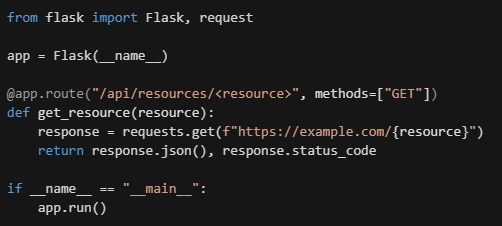 from flask import Flask, request

app = Flask(__name__)

@app.route("/api/resources/<resource>", methods=["GET"])
def get_resource(resource):
    response = requests.get(f"https://example.com/{resource}")
    return response.json(), response.status_code

if __name__ == "__main__":
    app.run()